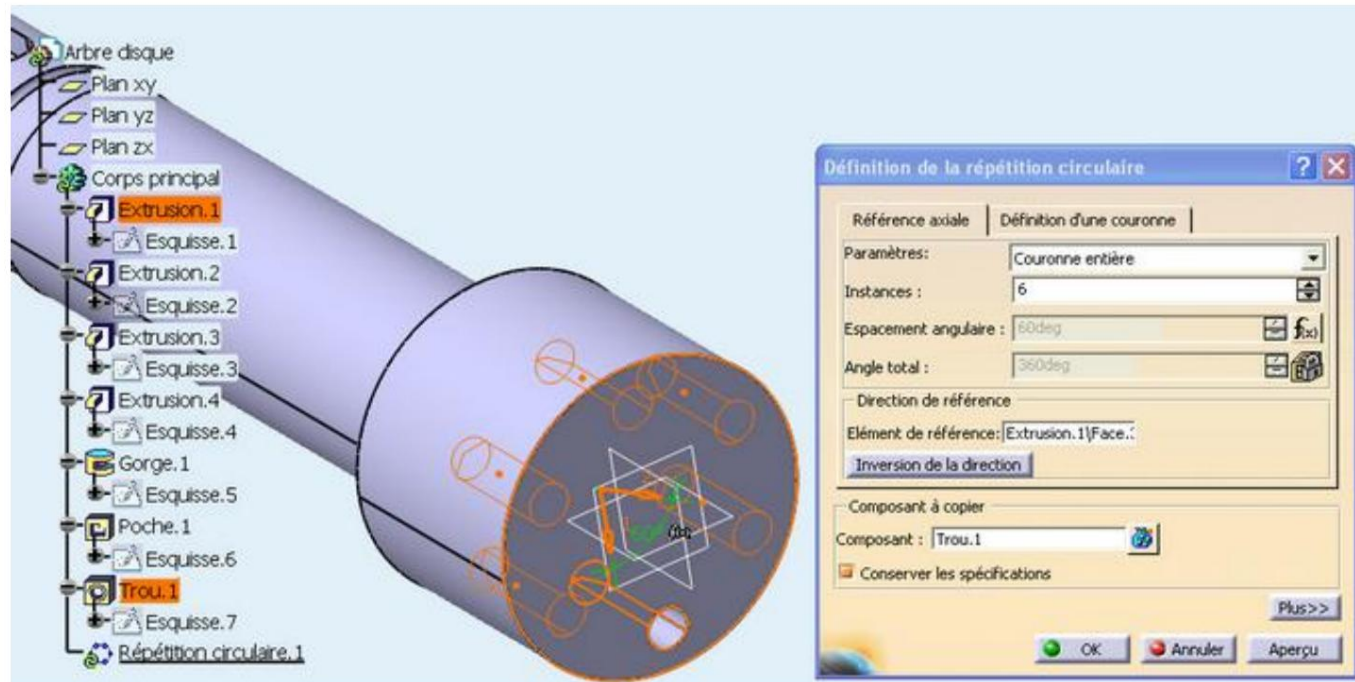 Arbre disque
Plan xy
Plan yz
Plan zx
Corps principal
Extrusion.1
Esquisse.1
Extrusion.2
Esquisse.2
Extrusion.3
Esquisse.3
Extrusion.4
Esquisse.4
Gorge.1
Esquisse.5
Poche.1
Esquisse.6
Trou.1
Esquisse.7
Répétition circulaire.1
Définition de la répétition circulaire
Référence axiale Définition d'une couronne
Paramètres: Couronne entière
Instances : 6
Espacement angulaire : 60deg f(x)
Angle total : 360deg
Direction de référence
Elément de référence: Extrusion.1\Face.
Inversion de la direction
Composant à copier
Composant : Trou.1
Conserver les spécifications
Plus>>
OK Annuler Aperçu